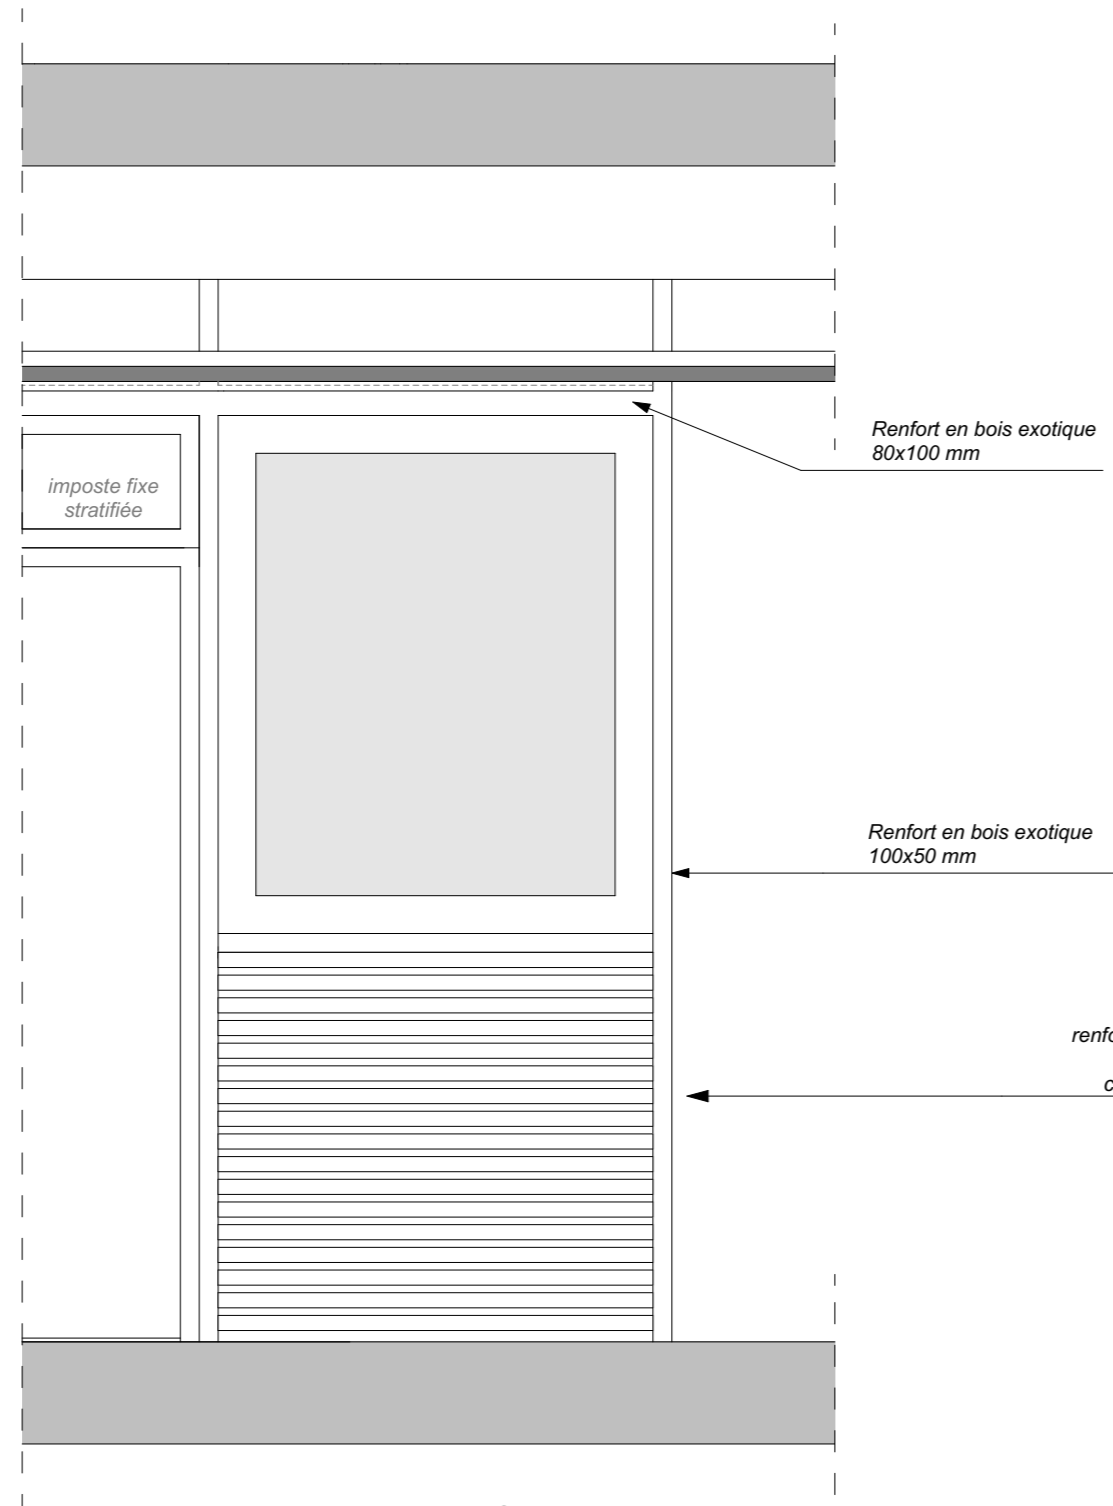 Renfort en bois exotique
80x100 mm
imposte fixe
stratifiée
Renfort en bois exotique
100x50 mm